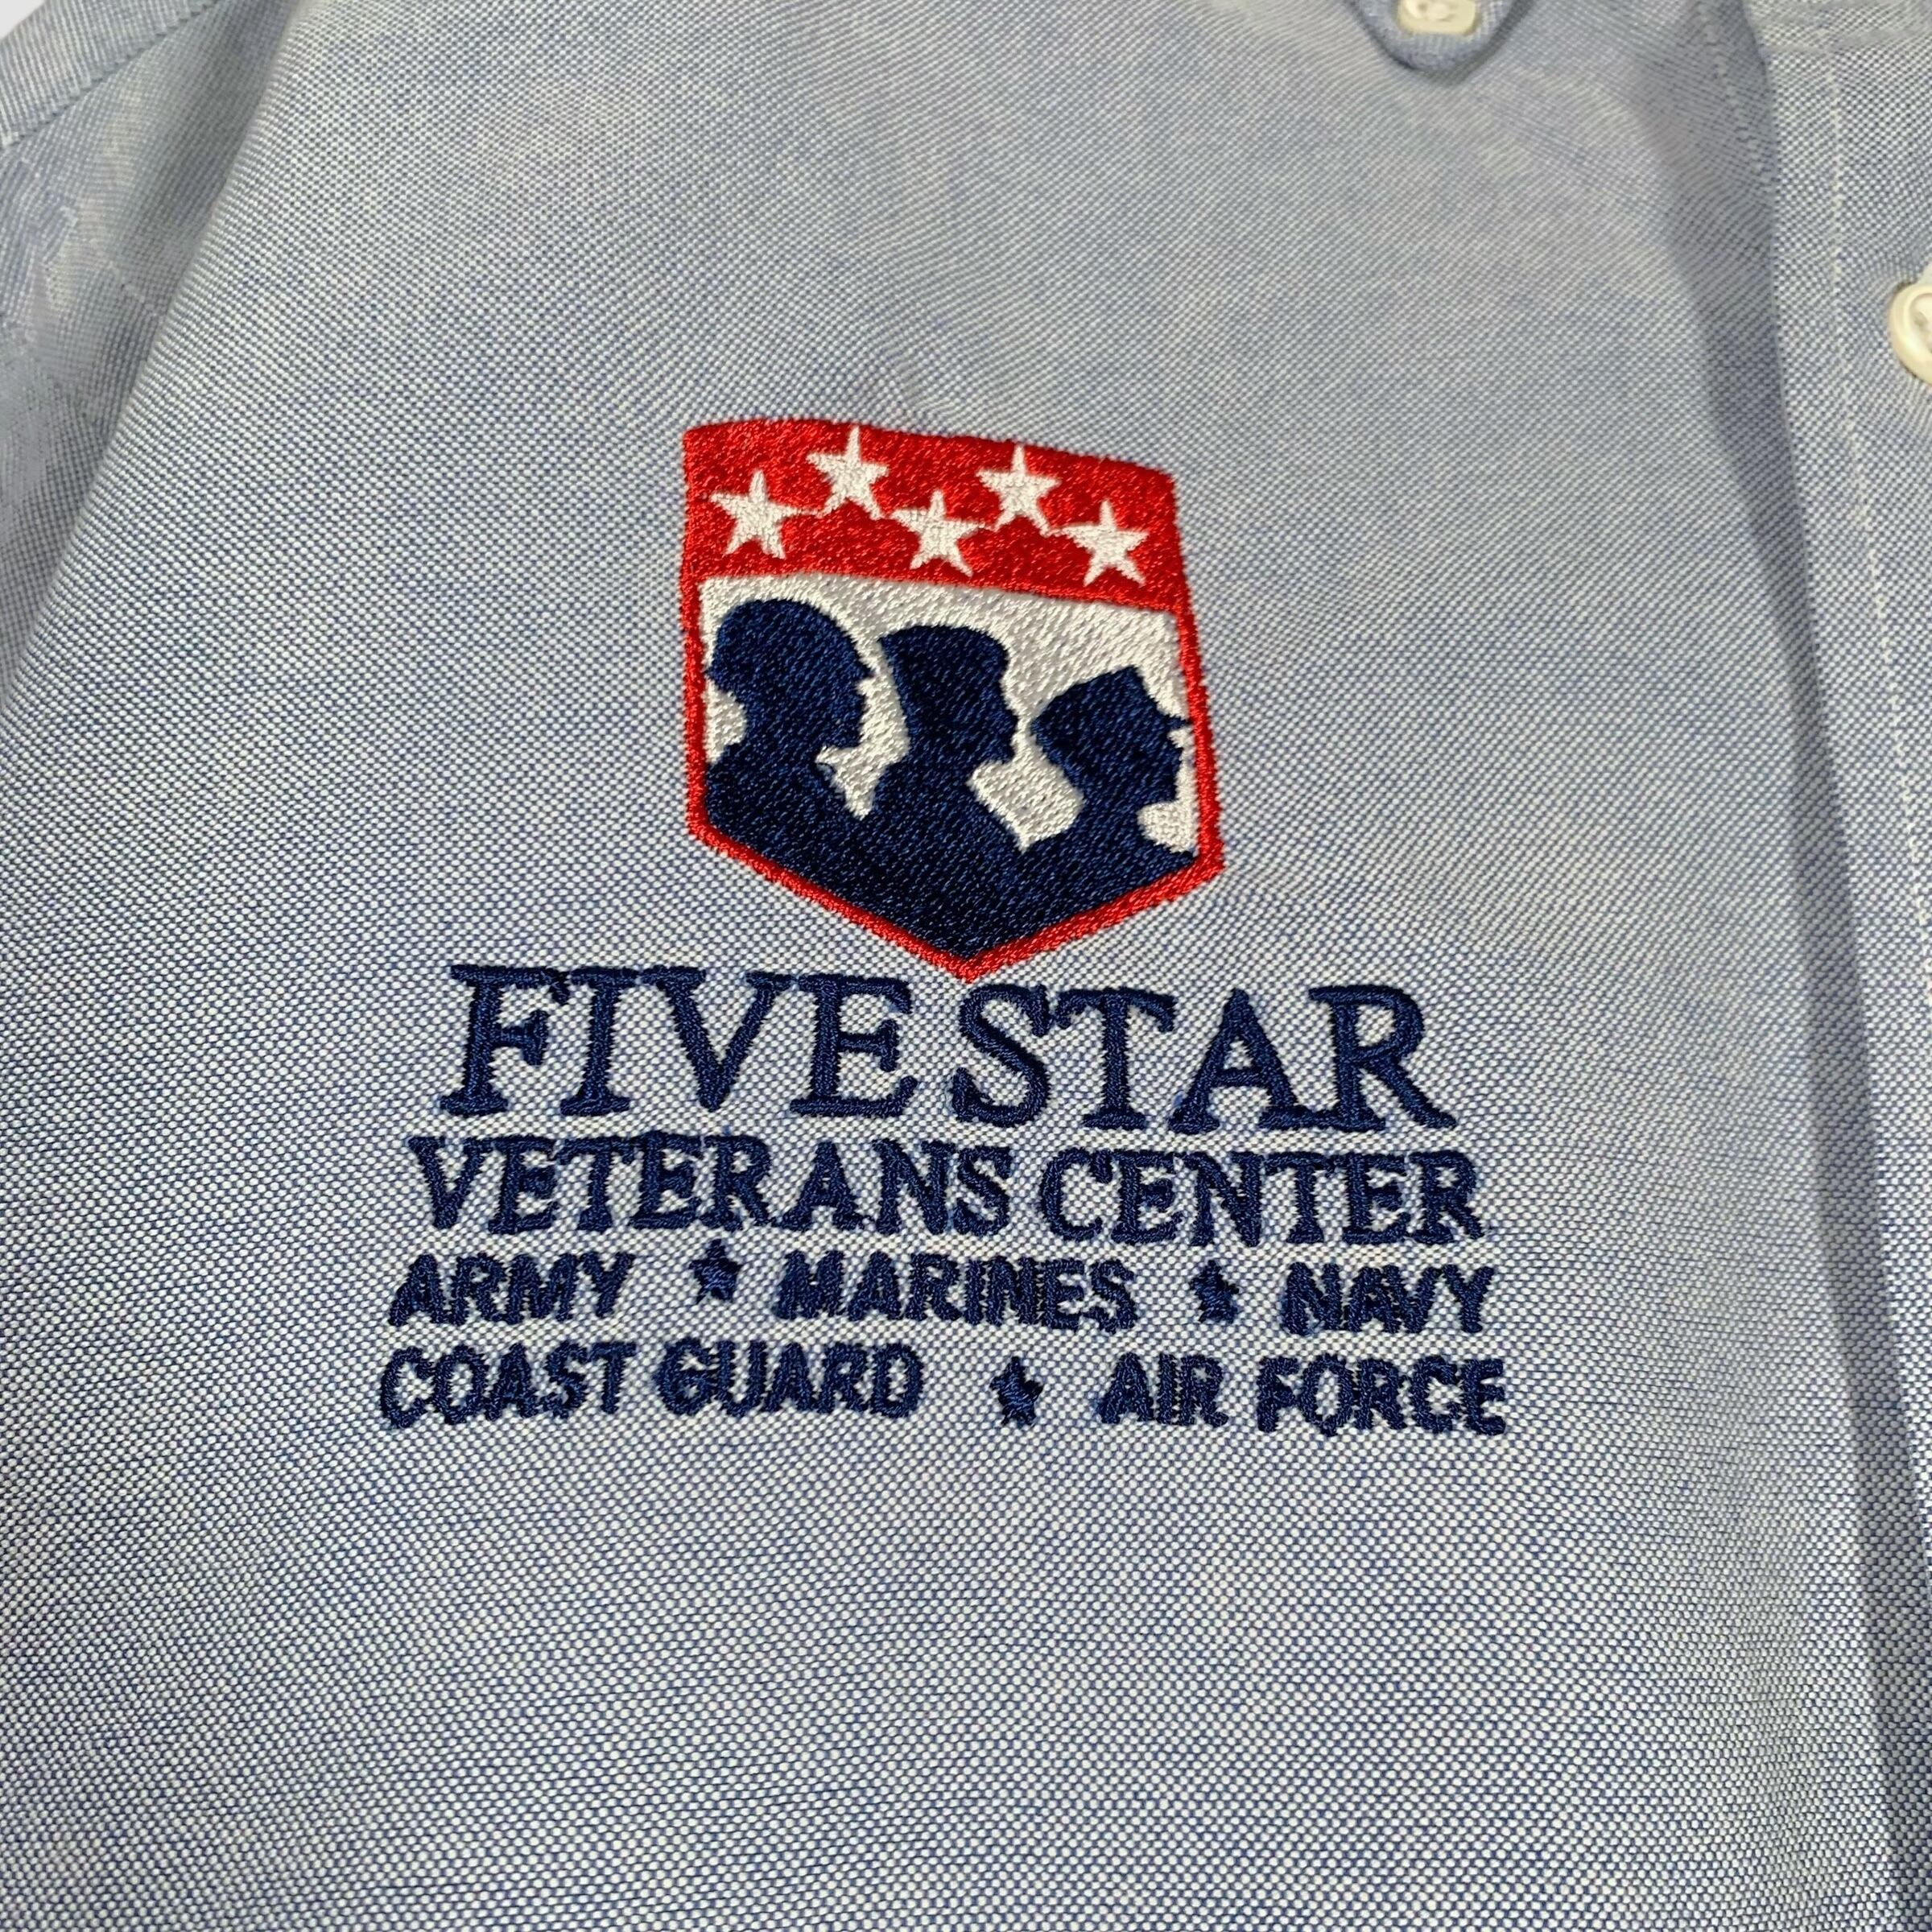 FIVE STAR
VETERANS CENTER
ARMY ★ MARINES ★ NAVY
COAST GUARD ★ AIR FORCE